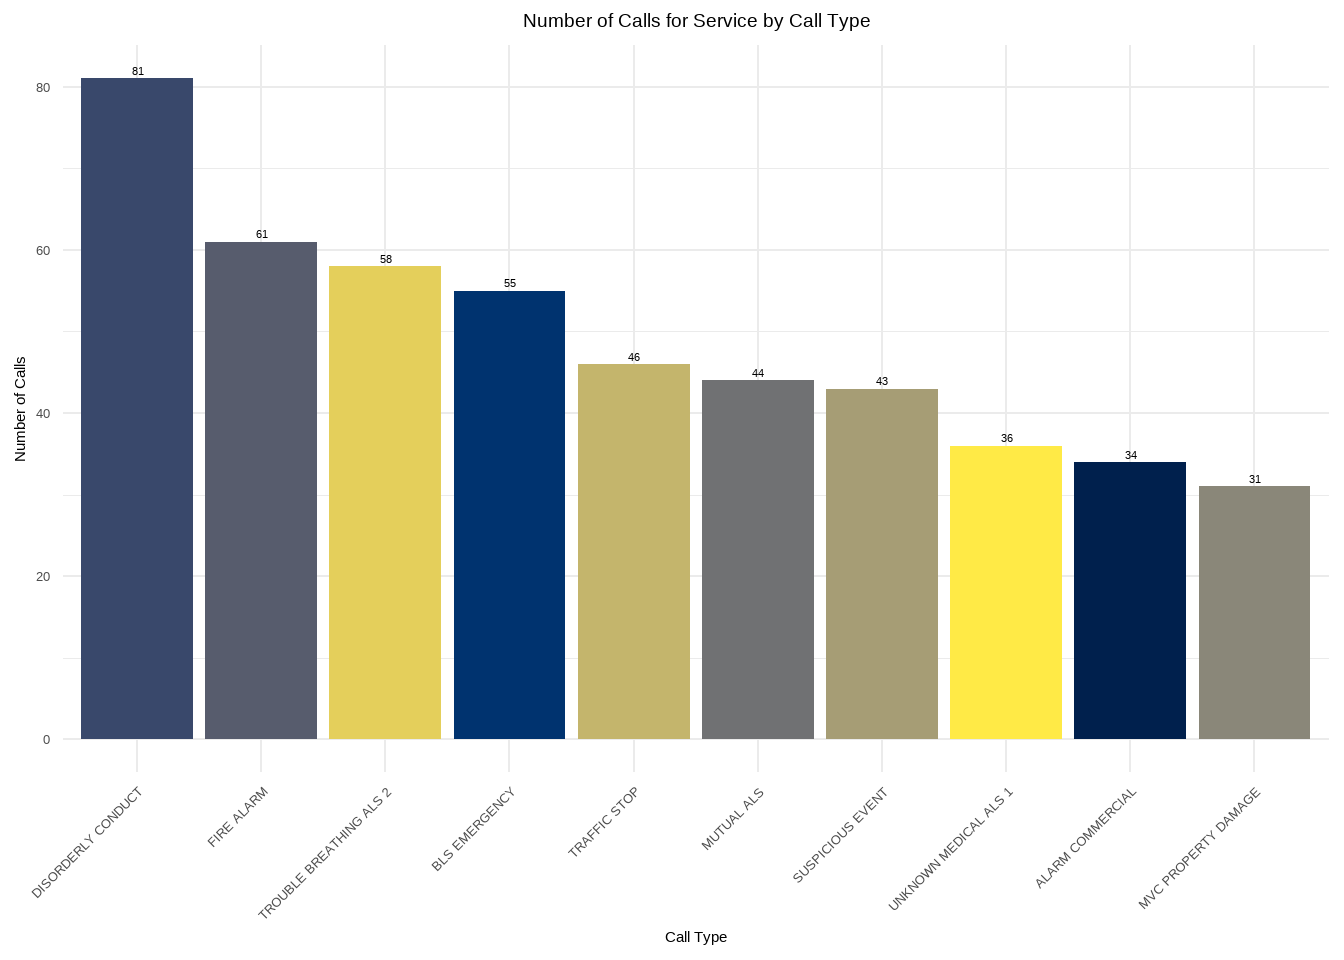 Number of Calls for Service by Call Type
Number of Calls
80
60
40
20
0
81
61
58
55
46
44
43
36
34
31
DISORDERLY CONDUCT
FIRE ALARM
TROUBLE BREATHING ALS 2
BLS EMERGENCY
TRAFFIC STOP
MUTUAL ALS
SUSPICIOUS EVENT
UNKNOWN MEDICAL ALS 1
ALARM COMMERCIAL
MVC PROPERTY DAMAGE
Call Type